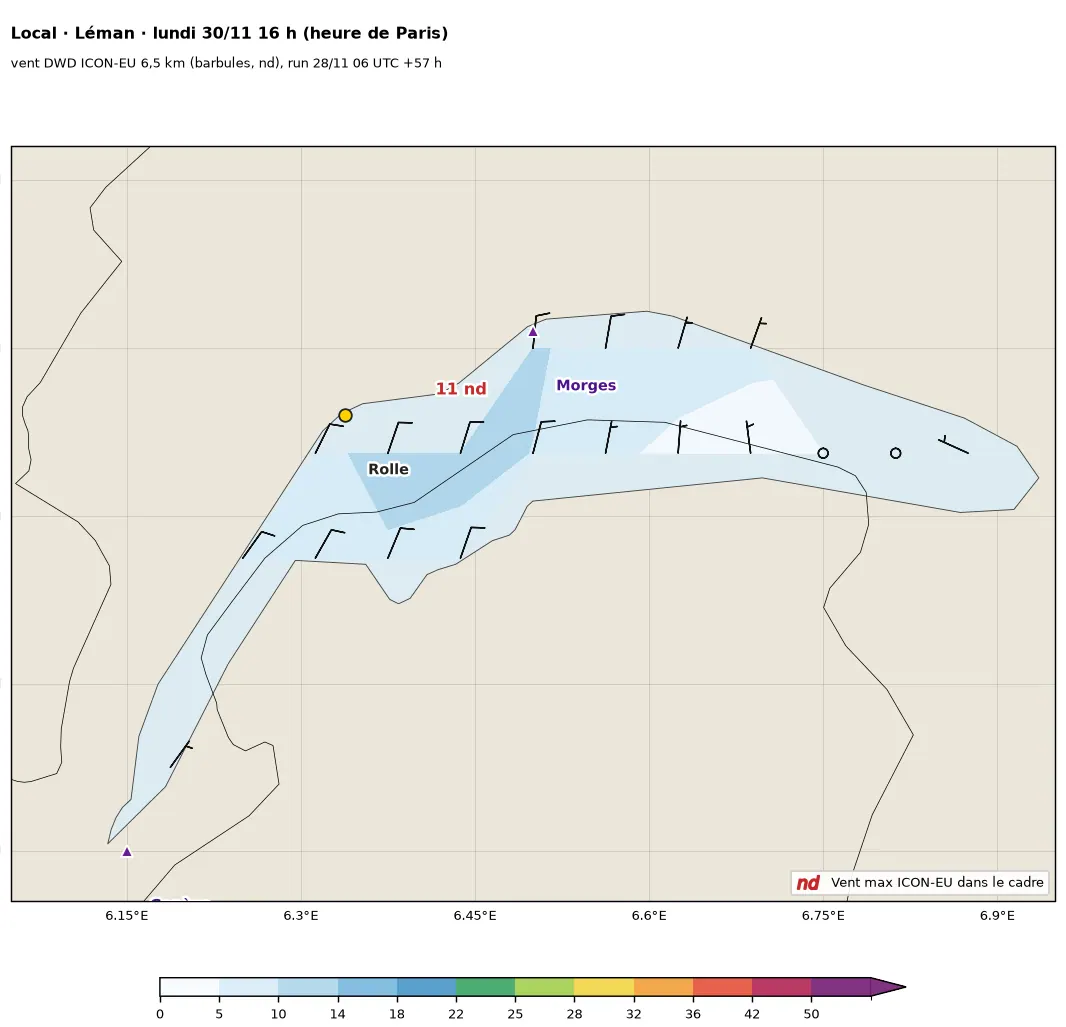 Local · Léman · lundi 30/11 16 h (heure de Paris)
vent DWD ICON-EU 6,5 km (barbules, nd), run 28/11 06 UTC +57 h
11 nd
Morges
Rolle
nd Vent max ICON-EU dans le cadre
6.15°E 6.3°E 6.45°E 6.6°E 6.75°E 6.9°E
0 5 10 14 18 22 25 28 32 36 42 50